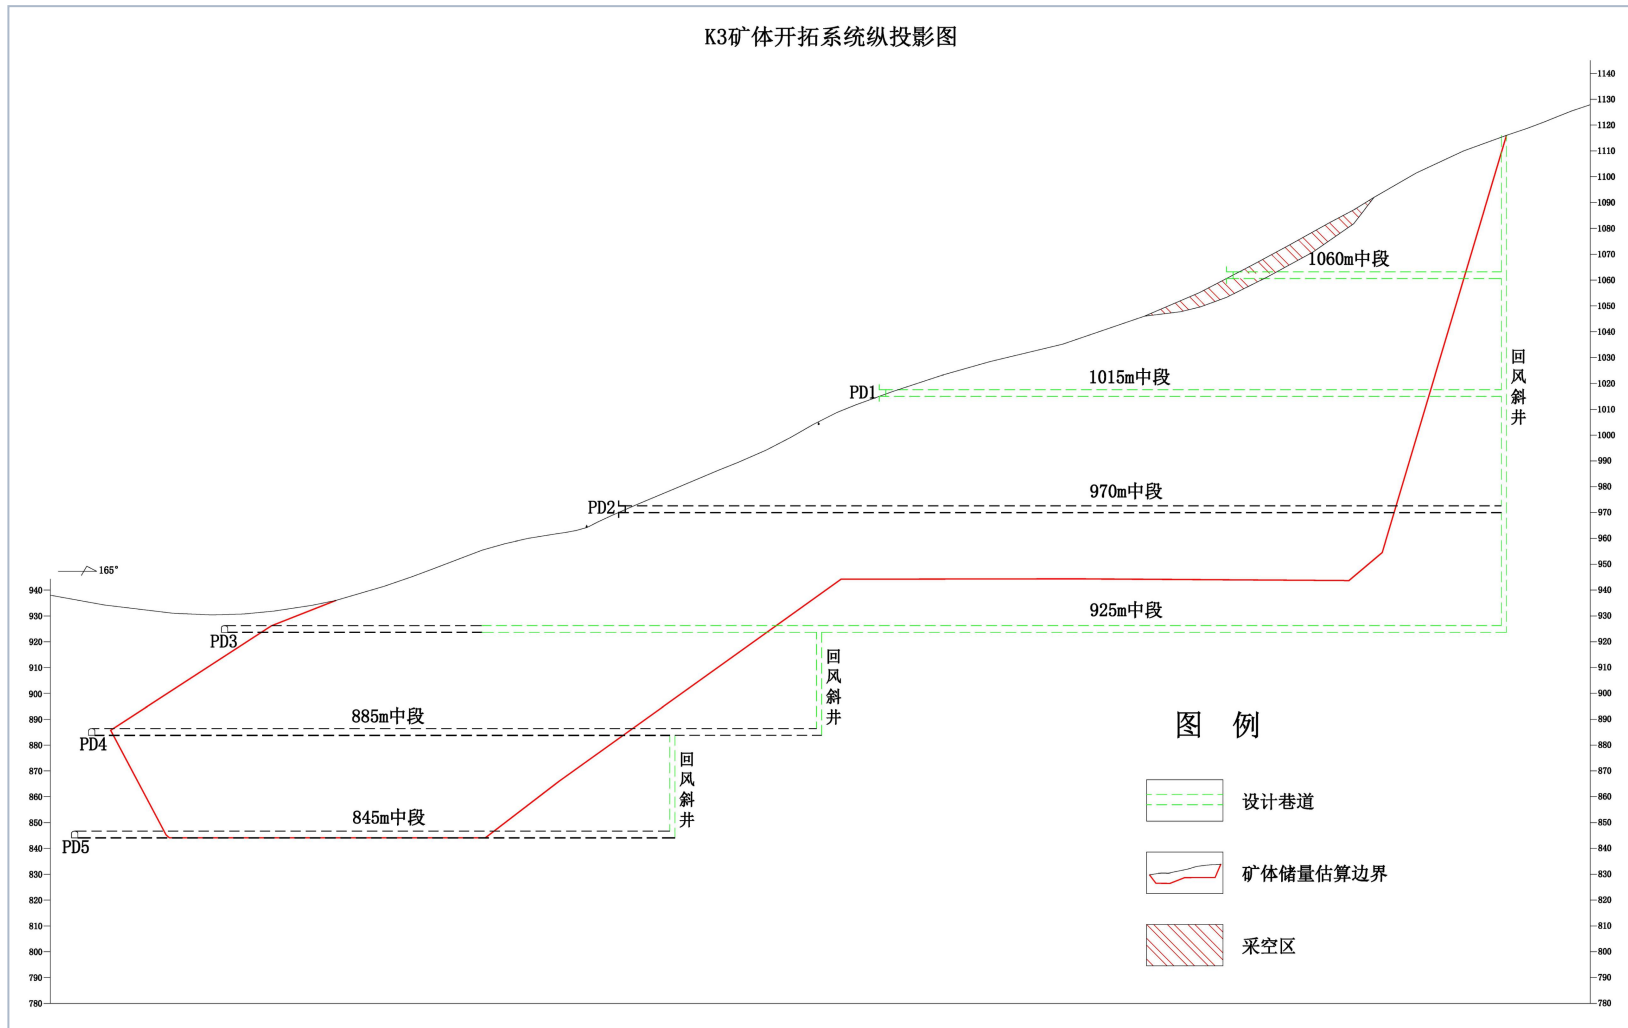 K3矿体开拓系统纵投影图
1140
1130
1120
1110
1100
1090
1080
1070
1060
1050
1040
1030
1020
1010
1000
990
980
970
960
950
940
930
920
910
900
890
880
870
860
850
840
830
820
810
800
790
780
1060m中段
回风斜井
1015m中段
PD1
970m中段
PD2
165°
940
930
920
910
900
890
880
870
860
850
840
830
820
810
800
790
780
925m中段
PD3
回风斜井
885m中段
PD4
回风斜井
845m中段
PD5
图 例
设计巷道
矿体储量估算边界
采空区